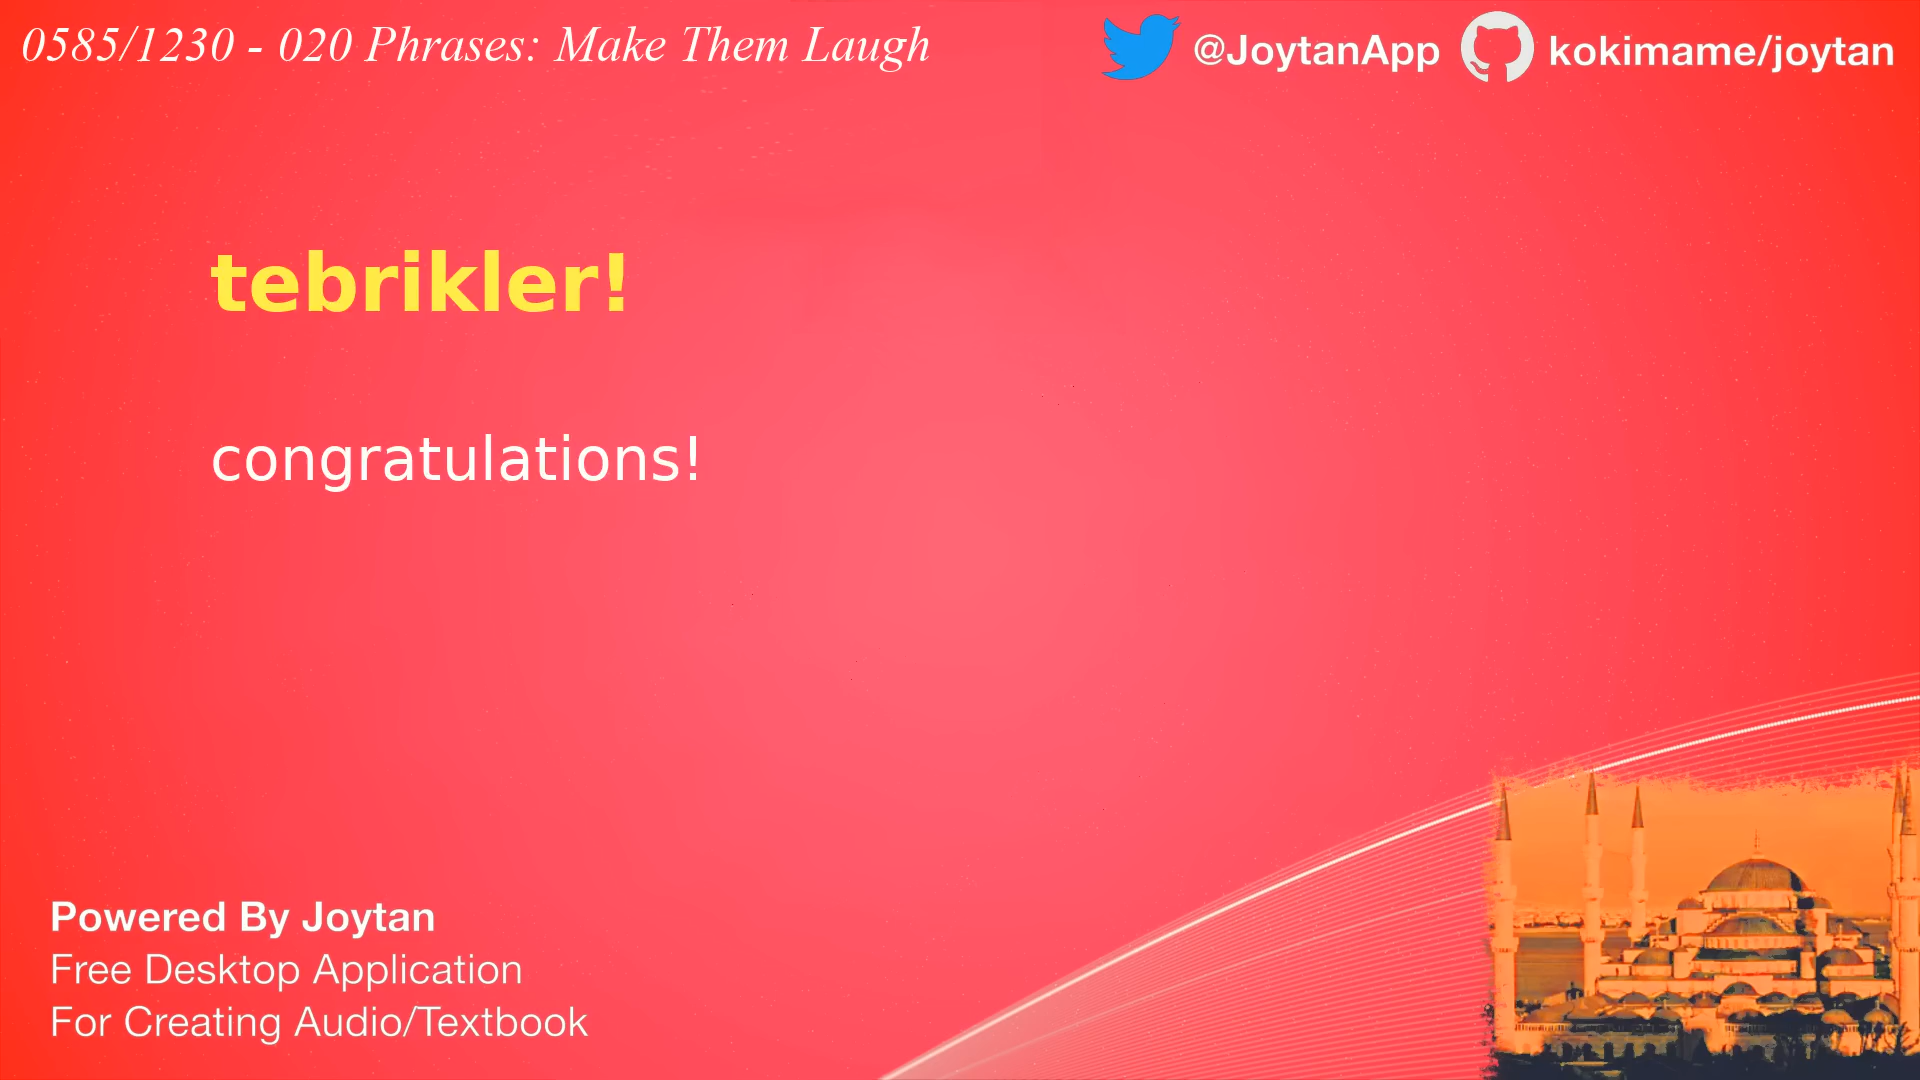 0585/1230 - 020 Phrases: Make Them Laugh
@JoytanApp
kokimame/joytan
tebrikler!
congratulations!
Powered By Joytan
Free Desktop Application
For Creating Audio/Textbook